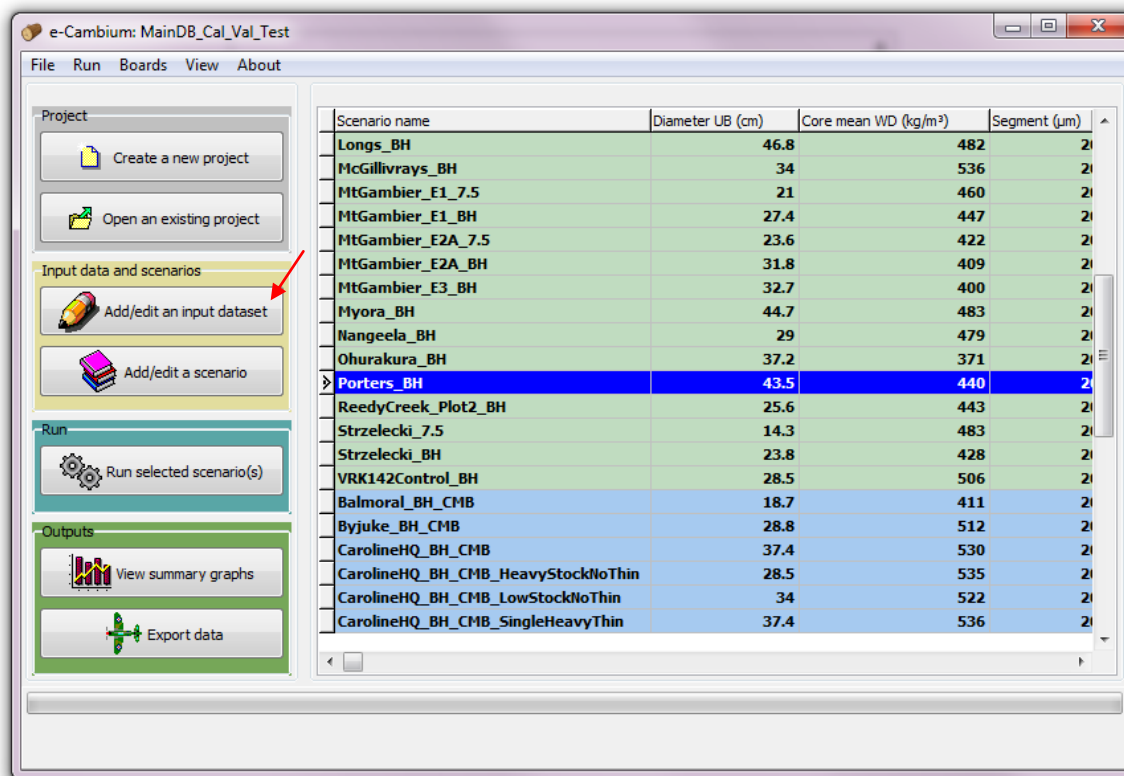 e-Cambium: MainDB_Cal_Val_Test
File Run Boards View About
Project
Create a new project
Open an existing project
Input data and scenarios
Add/edit an input dataset
Add/edit a scenario
Run
Run selected scenario(s)
Outputs
View summary graphs
Export data
Scenario name Diameter UB (cm) Core mean WD (kg/m³) Segment (µm)
Longs_BH 46.8 482
McGillivrays_BH 34 536
MtGambier_E1_7.5 21 460
MtGambier_E1_BH 27.4 447
MtGambier_E2A_7.5 23.6 422
MtGambier_E2A_BH 31.8 409
MtGambier_E3_BH 32.7 400
Myora_BH 44.7 483
Nangeela_BH 29 479
Ohurakura_BH 37.2 371
Porters_BH 43.5 440
ReedyCreek_Plot2_BH 25.6 443
Strzelecki_7.5 14.3 483
Strzelecki_BH 23.8 428
VRK142Control_BH 28.5 506
Balmoral_BH_CMB 18.7 411
Byjuke_BH_CMB 28.8 512
CarolineHQ_BH_CMB 37.4 530
CarolineHQ_BH_CMB_HeavyStockNoThin 28.5 535
CarolineHQ_BH_CMB_LowStockNoThin 34 522
CarolineHQ_BH_CMB_SingleHeavyThin 37.4 536